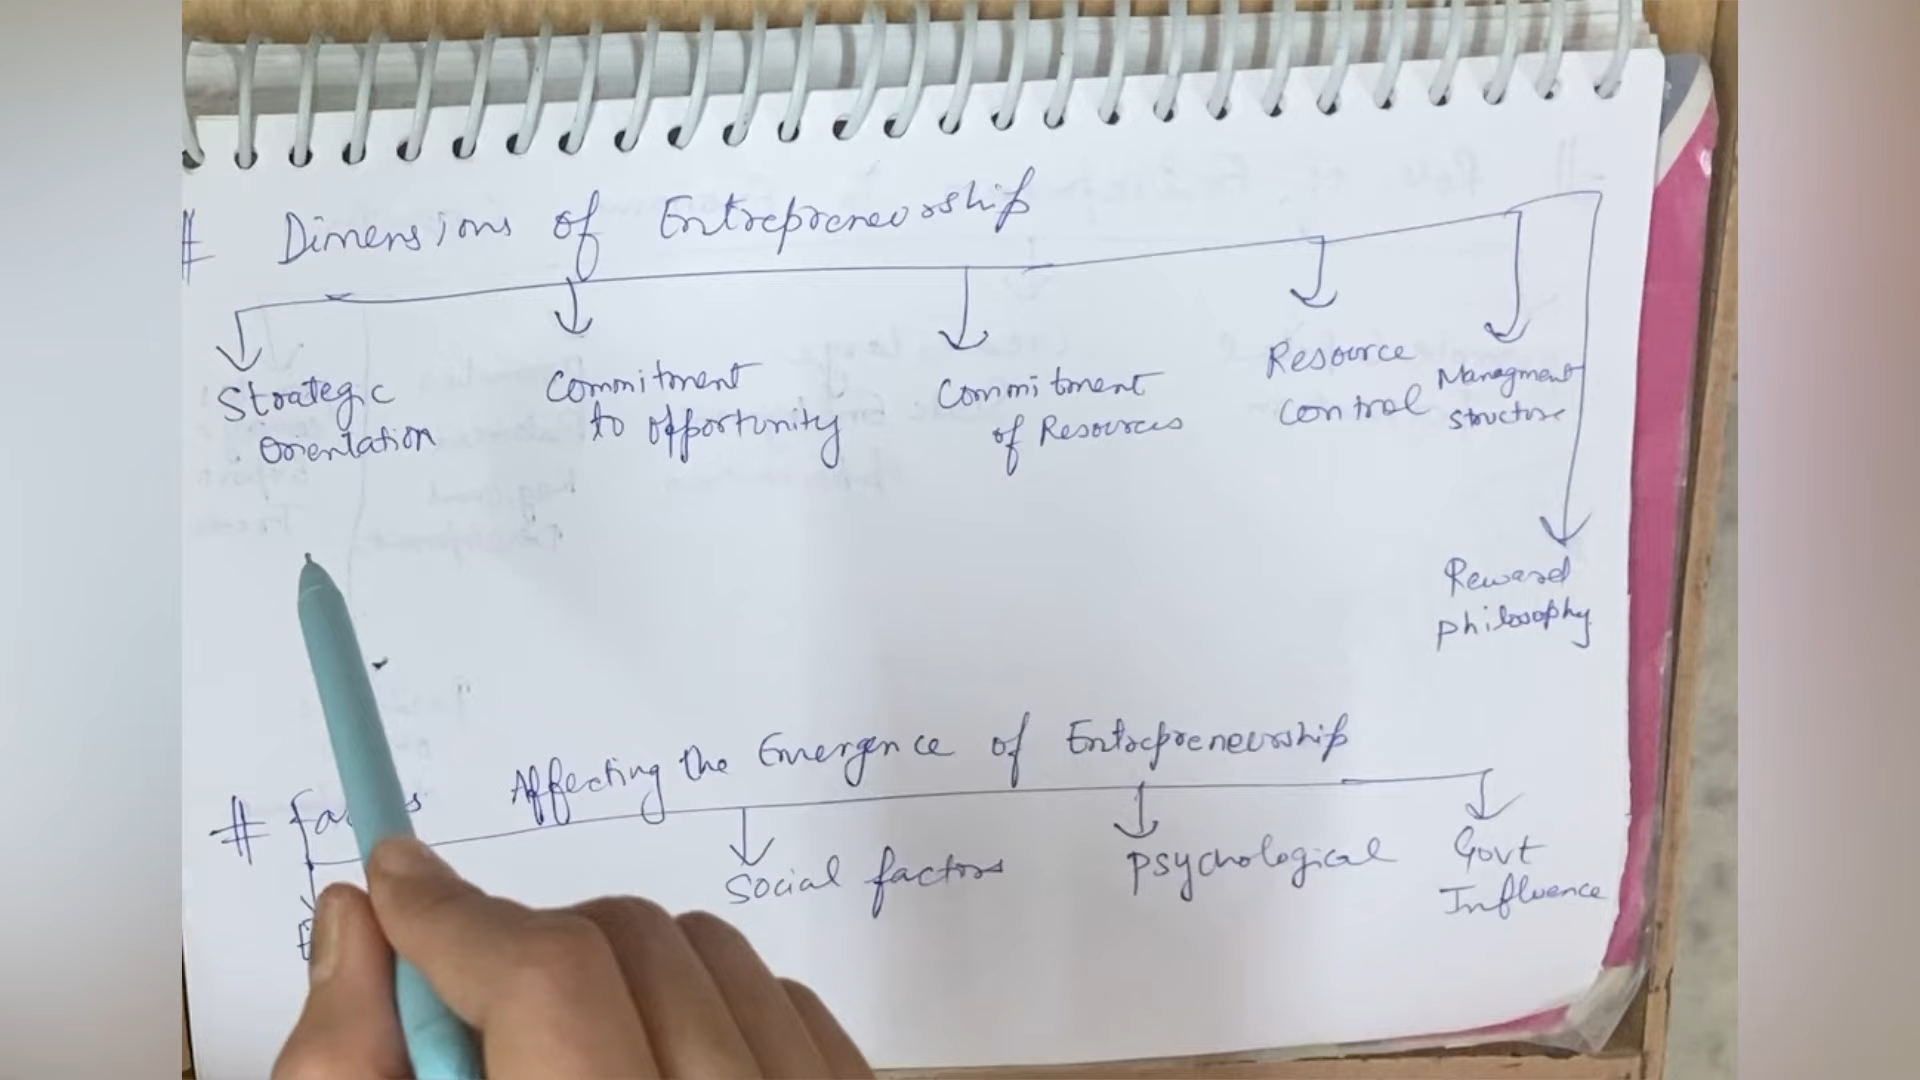 # Dimensions of Entrepreneurship
Strategic
Orientation
Commitment
to opportunity
Commitment
of Resources
Resource
control
Managment
structure
Reward
philosophy
# Affecting the Emergence of Entrepreneurship
Social factors
Psychological
Govt
Influence